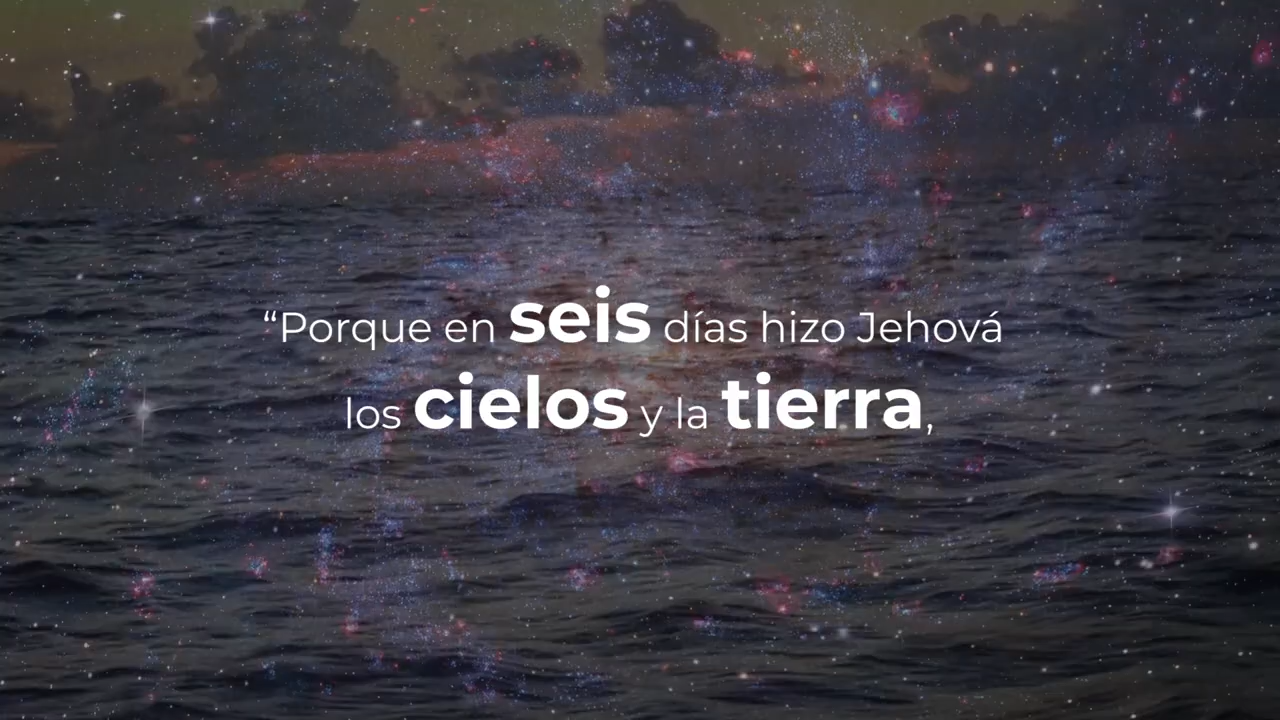 “Porque en seis días hizo Jehová
los cielos y la tierra,